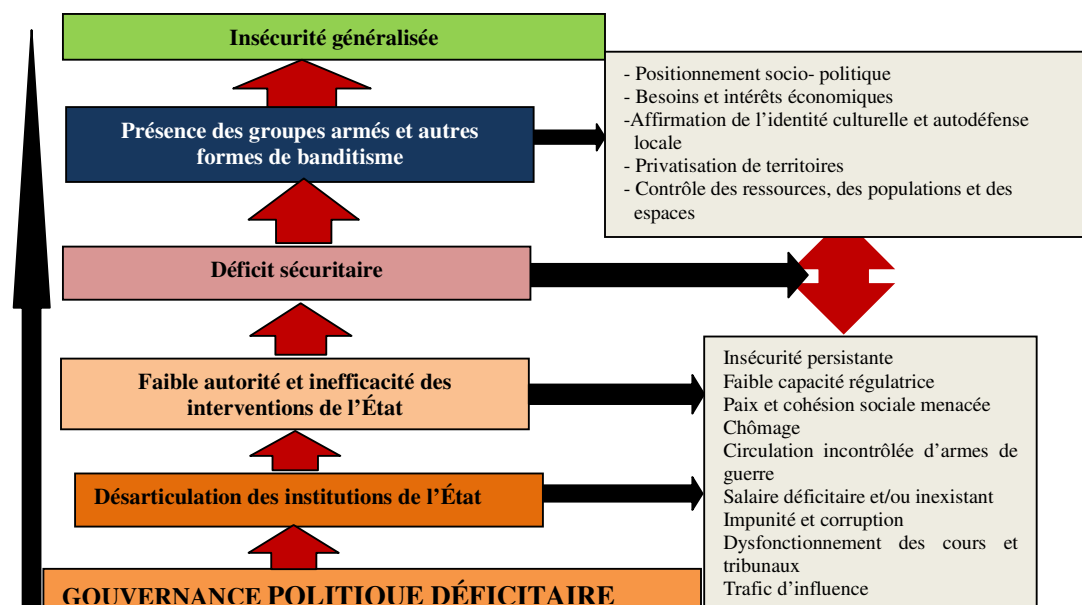 Insécurité généralisée
- Positionnement socio- politique
- Besoins et intérêts économiques
-Affirmation de l’identité culturelle et autodéfense
locale
- Privatisation de territoires
- Contrôle des ressources, des populations et des
espaces
Présence des groupes armés et autres
formes de banditisme
Déficit sécuritaire
Faible autorité et inefficacité des
interventions de l’État
Insécurité persistante
Faible capacité régulatrice
Paix et cohésion sociale menacée
Chômage
Circulation incontrôlée d’armes de
guerre
Salaire déficitaire et/ou inexistant
Impunité et corruption
Dysfonctionnement des cours et
tribunaux
Trafic d’influence
Désarticulation des institutions de l’État
GOUVERNANCE POLITIQUE DÉFICITAIRE